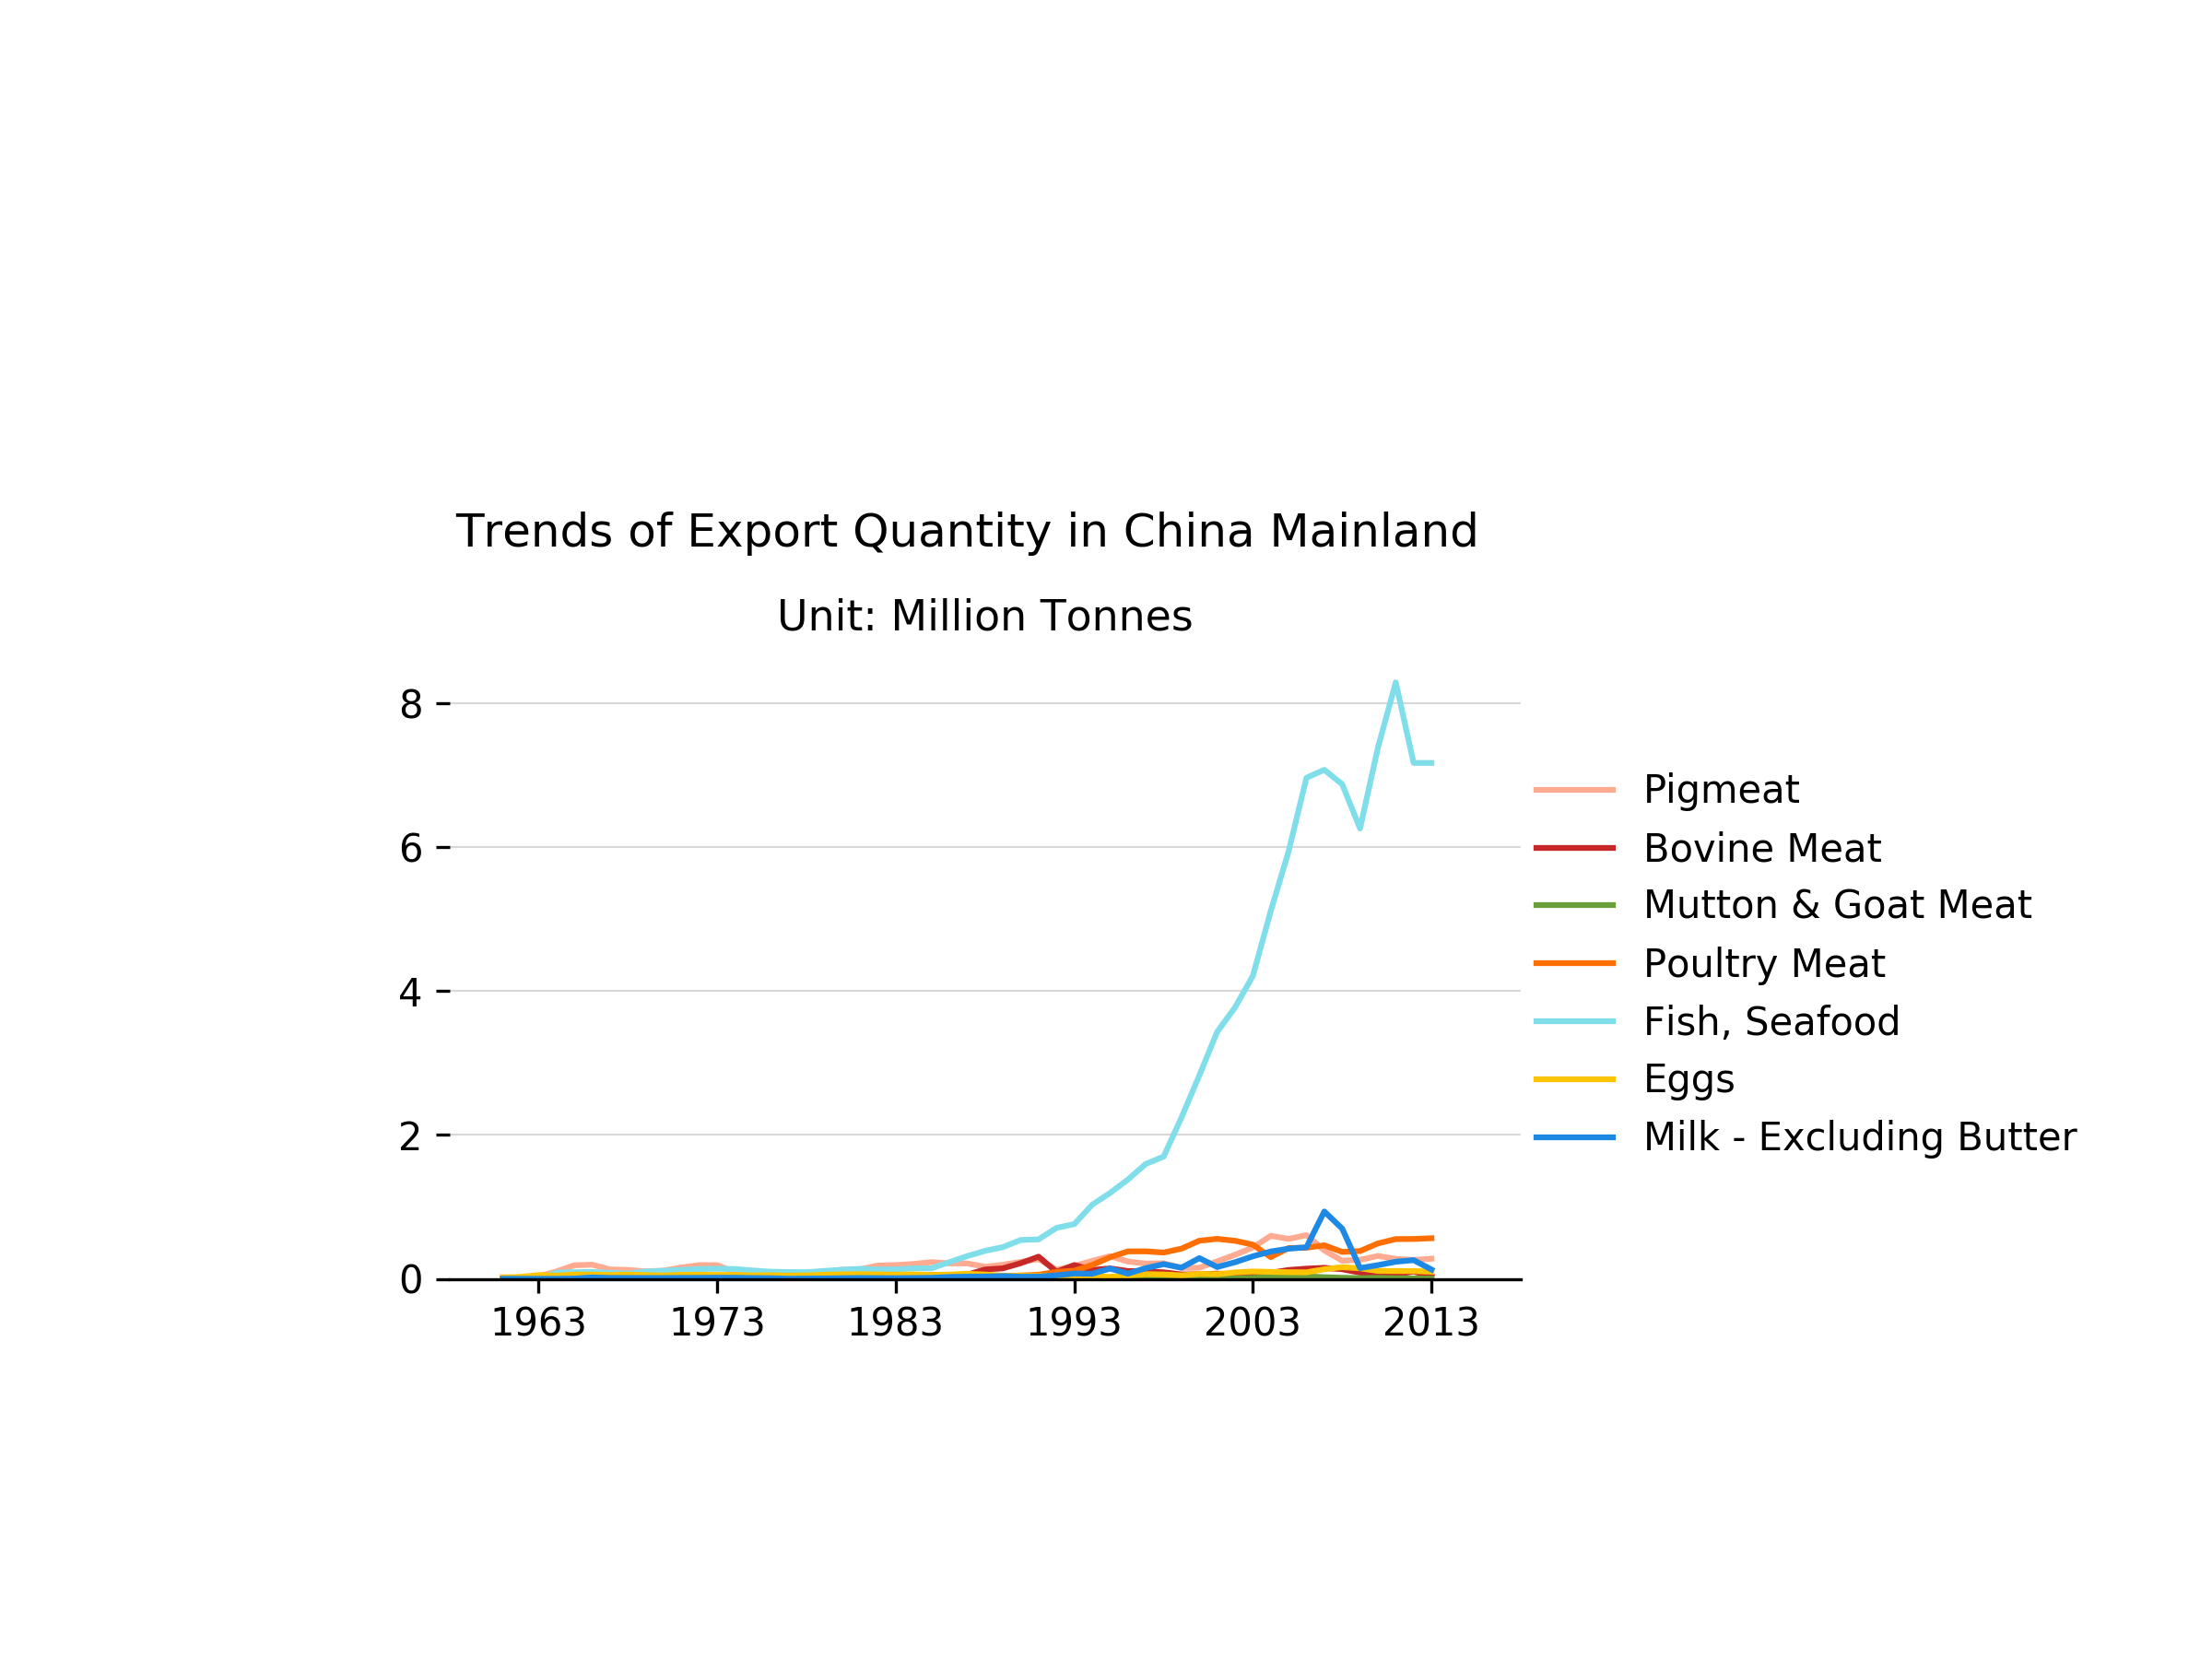 Trends of Export Quantity in China Mainland
Unit: Million Tonnes
8
6
4
2
0
1963 1973 1983 1993 2003 2013
Pigmeat
Bovine Meat
Mutton & Goat Meat
Poultry Meat
Fish, Seafood
Eggs
Milk - Excluding Butter